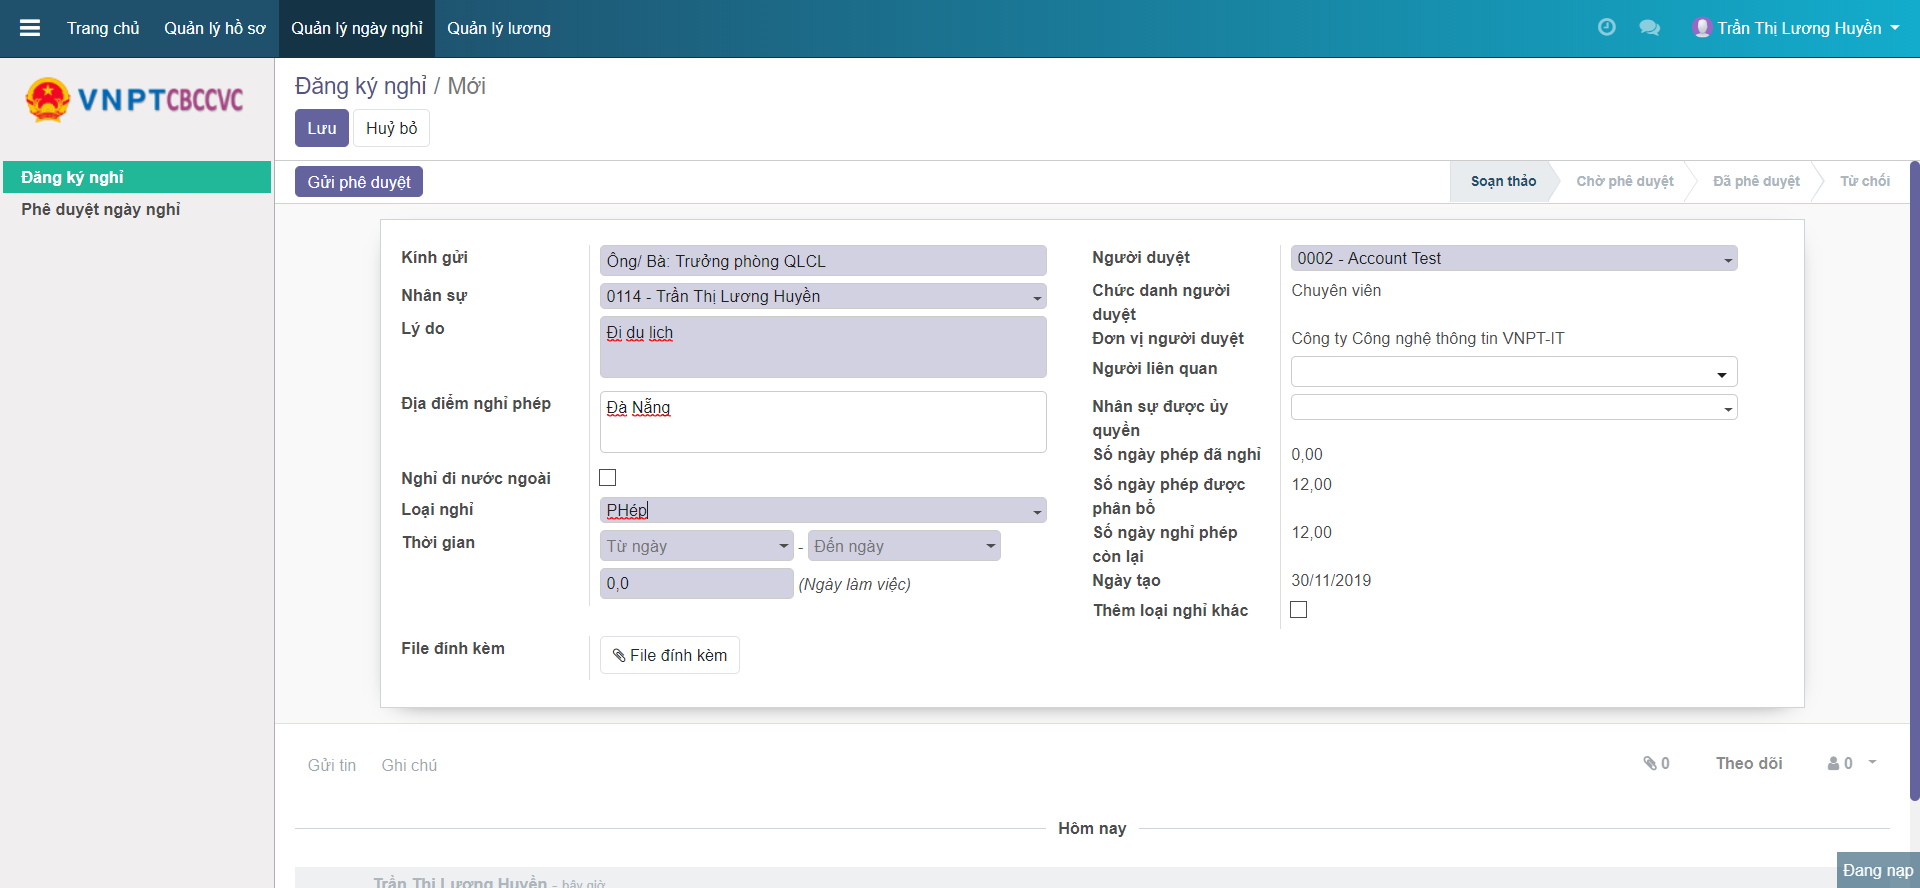 Trang chủ Quản lý hồ sơ Quản lý ngày nghỉ Quản lý lương Trần Thị Lương Huyền
VNPT CBCCVC
Đăng ký nghỉ
Phê duyệt ngày nghỉ
Đăng ký nghỉ / Mới
Lưu Huỷ bỏ
Gửi phê duyệt Soạn thảo Chờ phê duyệt Đã phê duyệt Từ chối
Kính gửi Ông/ Bà: Trưởng phòng QLCL
Nhân sự 0114 - Trần Thị Lương Huyền
Lý do Đi du lich
Địa điểm nghỉ phép Đà Nẵng
Nghỉ đi nước ngoài
Loại nghỉ PHép
Thời gian Từ ngày - Đến ngày
0,0 (Ngày làm việc)
File đính kèm File đính kèm
Người duyệt 0002 - Account Test
Chức danh người Chuyên viên
duyệt
Đơn vị người duyệt Công ty Công nghệ thông tin VNPT-IT
Người liên quan
Nhân sự được ủy
quyền
Số ngày phép đã nghỉ 0,00
Số ngày phép được 12,00
phân bổ
Số ngày nghỉ phép 12,00
còn lại
Ngày tạo 30/11/2019
Thêm loại nghỉ khác
Gửi tin Ghi chú 0 Theo dõi 0
Hôm nay
Trần Thị Lương Huyền - bây giờ
Đang nạp